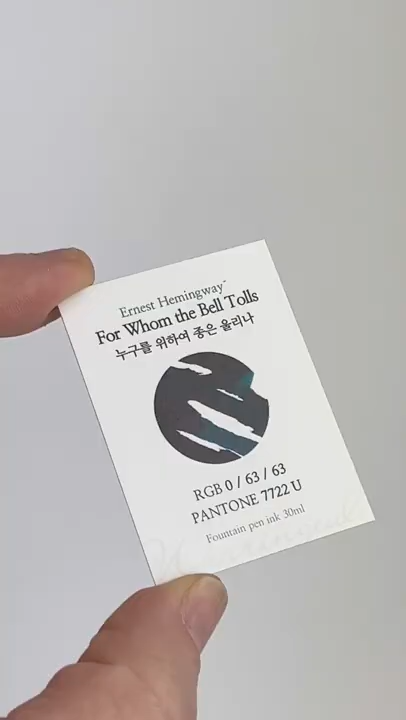 Ernest Hemingway
For Whom the Bell Tolls
누구를 위하여 종은 울리나
RGB 0 / 63 / 63
PANTONE 7722 U
Fountain pen ink 30ml